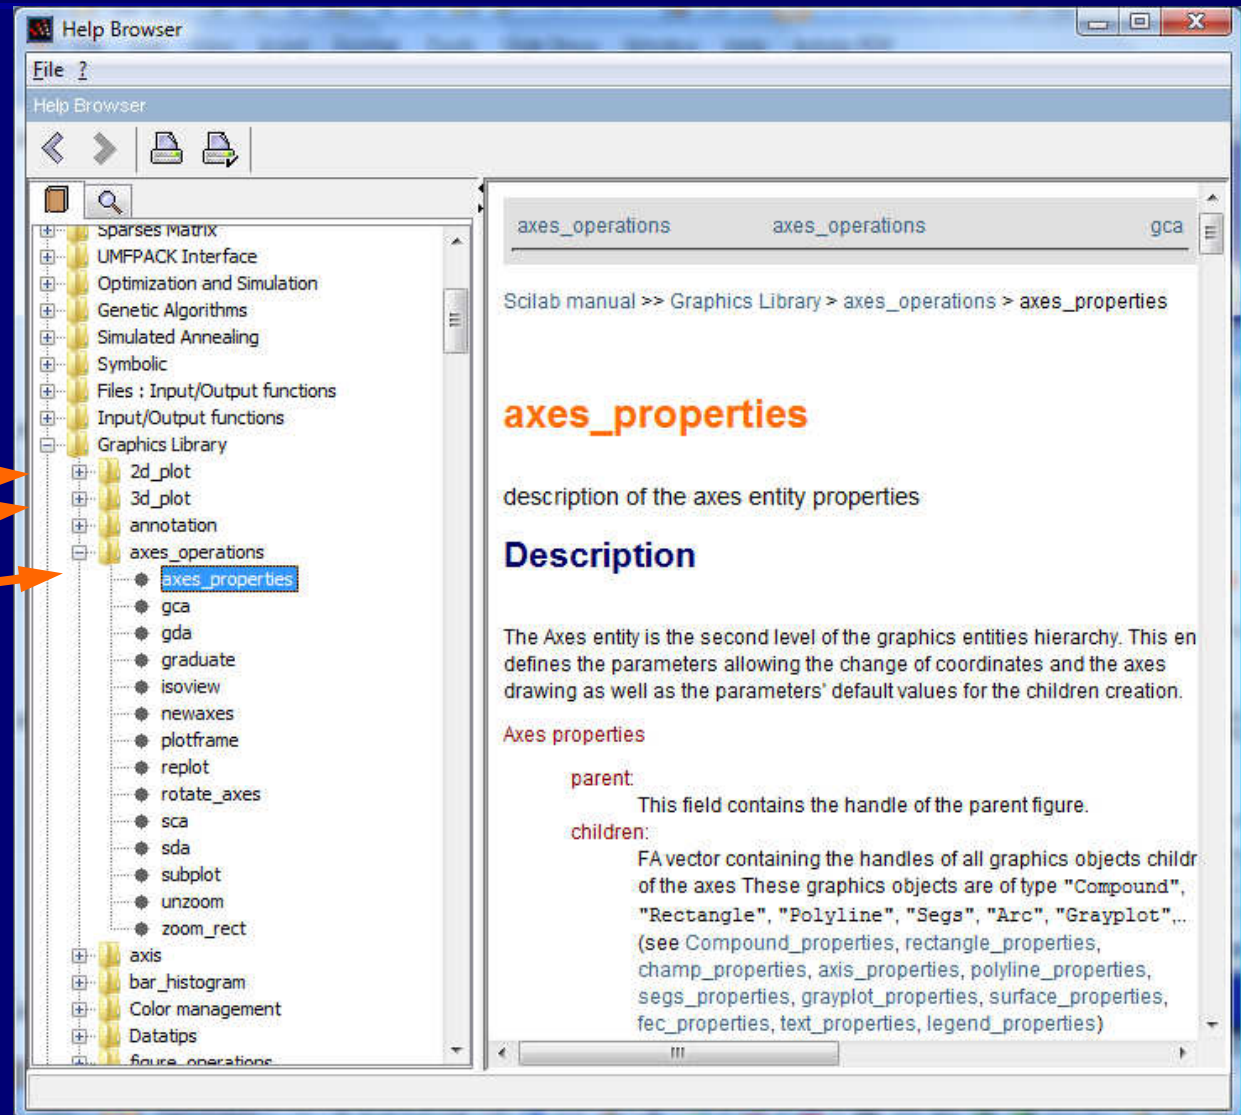 Help Browser
File ?
Help Browser
Sparses Matrix
UMFPACK Interface
Optimization and Simulation
Genetic Algorithms
Simulated Annealing
Symbolic
Files : Input/Output functions
Input/Output functions
Graphics Library
2d_plot
3d_plot
annotation
axes_operations
axes_properties
gca
gda
graduate
isoview
newaxes
plotframe
replot
rotate_axes
sca
sda
subplot
unzoom
zoom_rect
axis
bar_histogram
Color management
Datatips
figure_operations
axes_operations axes_operations gca
Scilab manual >> Graphics Library > axes_operations > axes_properties
axes_properties
description of the axes entity properties
Description
The Axes entity is the second level of the graphics entities hierarchy. This en
defines the parameters allowing the change of coordinates and the axes
drawing as well as the parameters' default values for the children creation.
Axes properties
parent:
This field contains the handle of the parent figure.
children:
FA vector containing the handles of all graphics objects childr
of the axes These graphics objects are of type "Compound",
"Rectangle", "Polyline", "Segs", "Arc", "Grayplot",..
(see Compound_properties, rectangle_properties,
champ_properties, axis_properties, polyline_properties,
segs_properties, grayplot_properties, surface_properties,
fec_properties, text_properties, legend_properties)